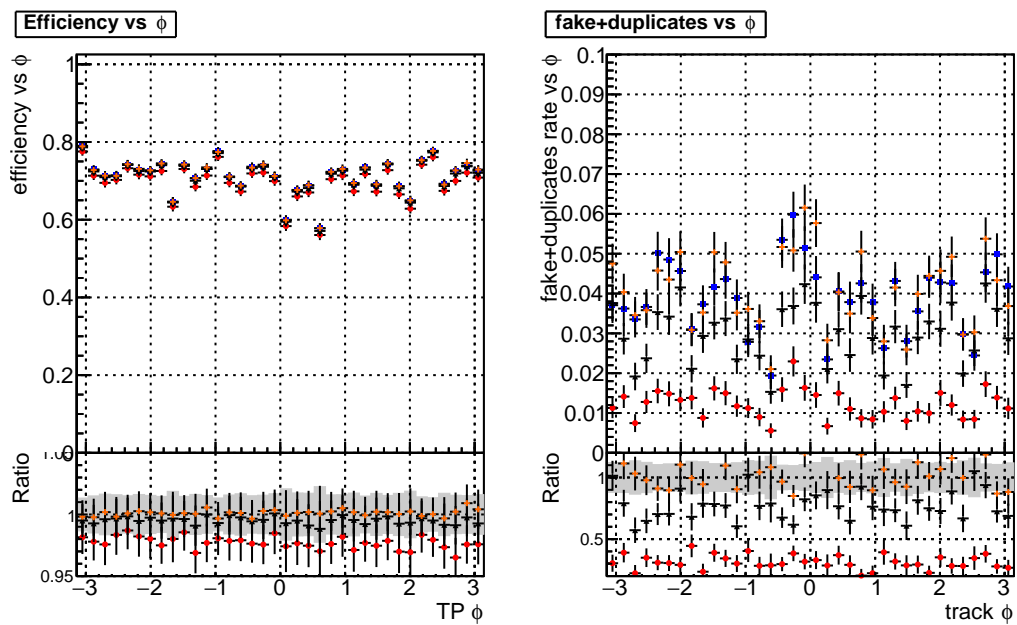 Efficiency vs ϕ
efficiency vs ϕ
1
0.8
0.6
0.4
0.2
0
Ratio
1
0.95
−3 −2 −1 0 1 2 3
TP ϕ
fake+duplicates vs ϕ
fake+duplicates rate vs ϕ
0.1
0.09
0.08
0.07
0.06
0.05
0.04
0.03
0.02
0.01
0
Ratio
1
0.5
−3 −2 −1 0 1 2 3
track ϕ